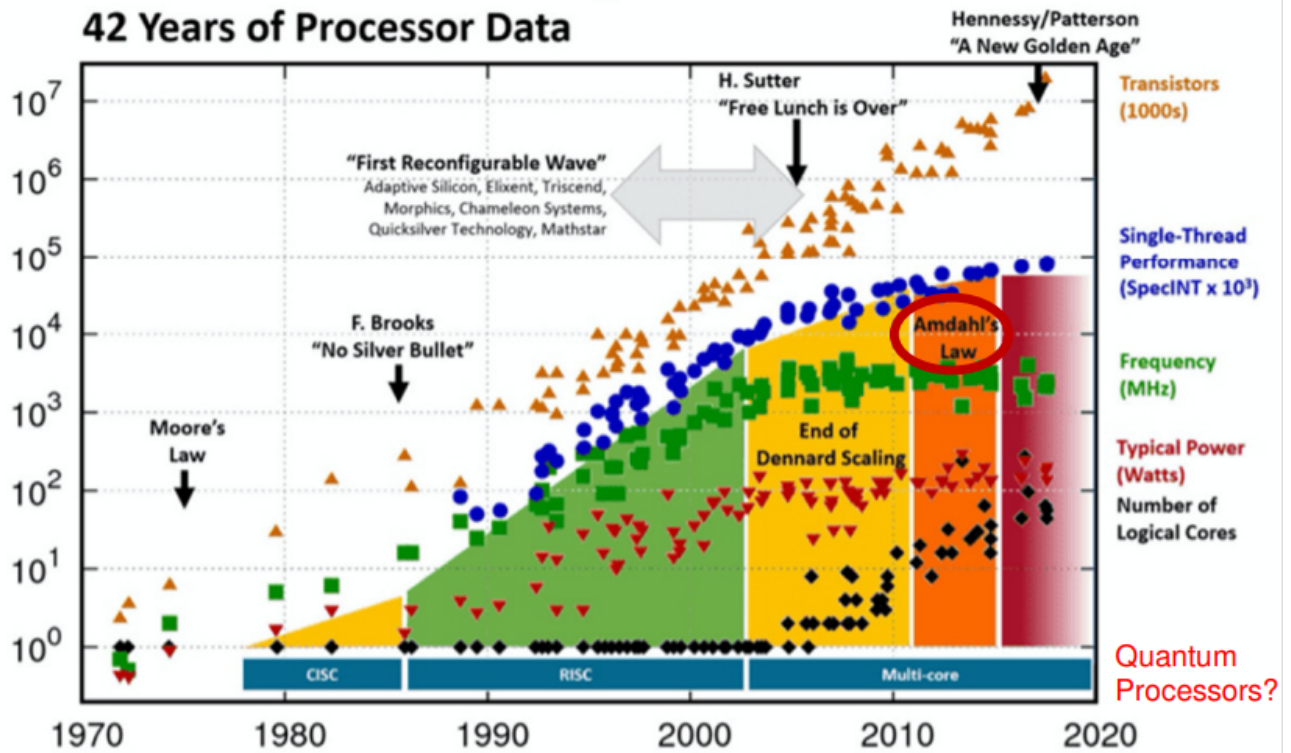 42 Years of Processor Data
Hennessy/Patterson
“A New Golden Age”
H. Sutter
“Free Lunch is Over”
“First Reconfigurable Wave”
Adaptive Silicon, Elixent, Triscend,
Morphics, Chameleon Systems,
Quicksilver Technology, Mathstar
F. Brooks
“No Silver Bullet”
Moore’s
Law
End of
Dennard Scaling
Amdahl’s
Law
Transistors
(1000s)
Single-Thread
Performance
(SpecINT x 10³)
Frequency
(MHz)
Typical Power
(Watts)
Number of
Logical Cores
Quantum
Processors?
10⁷
10⁶
10⁵
10⁴
10³
10²
10¹
10⁰
CISC RISC Multi-core
1970 1980 1990 2000 2010 2020